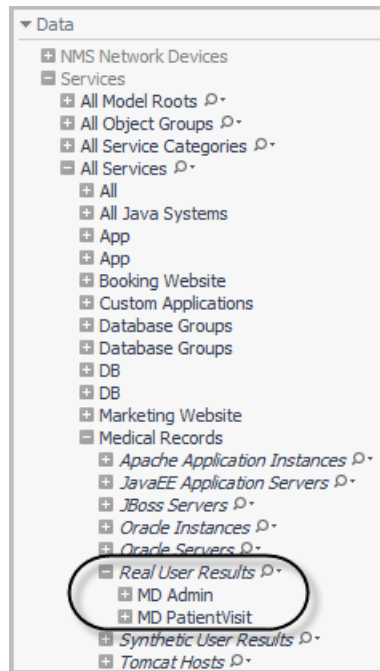 Data
NMS Network Devices
Services
All Model Roots
All Object Groups
All Service Categories
All Services
All
All Java Systems
App
App
Booking Website
Custom Applications
Database Groups
Database Groups
DB
DB
Marketing Website
Medical Records
Apache Application Instances
JavaEE Application Servers
JBoss Servers
Oracle Instances
Oracle Servers
Real User Results
MD Admin
MD PatientVisit
Synthetic User Results
Tomcat Hosts